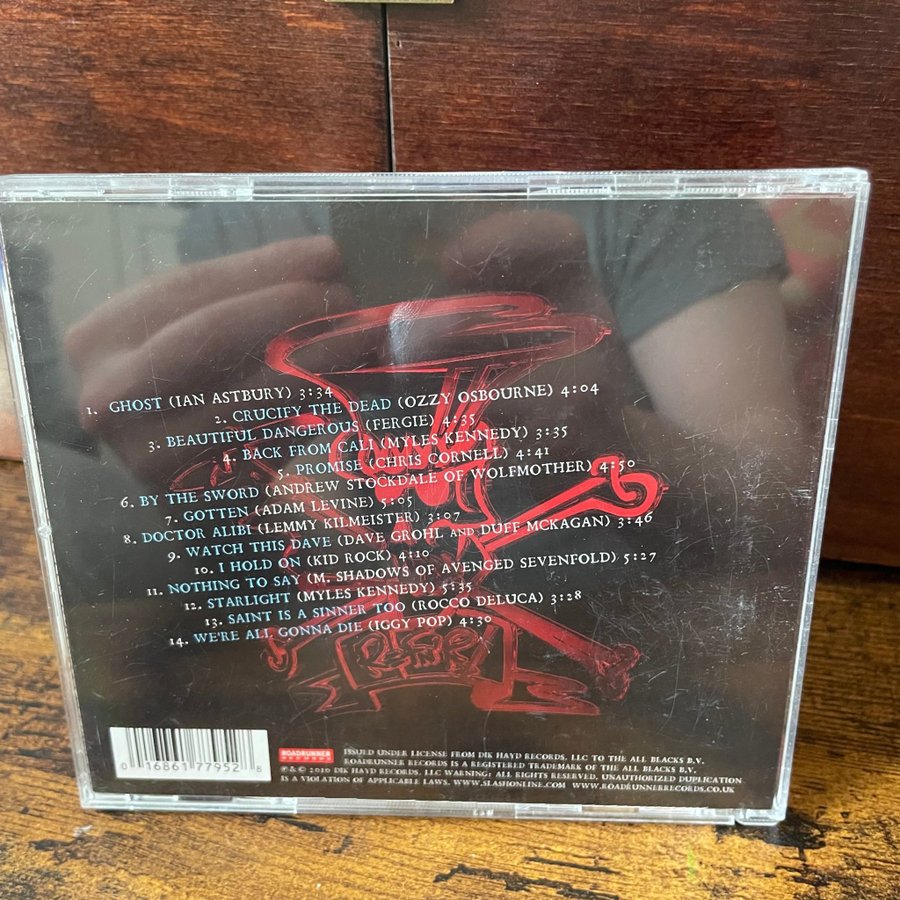 1. GHOST (IAN ASTBURY) 3:34
2. CRUCIFY THE DEAD (OZZY OSBOURNE) 4:04
3. BEAUTIFUL DANGEROUS (FERGIE) 4:35
4. BACK FROM CALI (MYLES KENNEDY) 3:35
5. PROMISE (CHRIS CORNELL) 4:41
6. BY THE SWORD (ANDREW STOCKDALE OF WOLFMOTHER) 4:50
7. GOTTEN (ADAM LEVINE) 5:05
8. DOCTOR ALIBI (LEMMY KILMEISTER) 3:07
9. WATCH THIS DAVE (DAVE GROHL AND DUFF MCKAGAN) 3:46
10. I HOLD ON (KID ROCK) 4:10
11. NOTHING TO SAY (M. SHADOWS OF AVENGED SEVENFOLD) 5:27
12. STARLIGHT (MYLES KENNEDY) 5:35
13. SAINT IS A SINNER TOO (ROCCO DELUCA) 3:28
14. WE'RE ALL GONNA DIE (IGGY POP) 4:30
0 16861 77952 8
ROADRUNNER RECORDS
ISSUED UNDER LICENSE FROM DIK HAYD RECORDS, LLC TO THE ALL BLACKS B.V.
ROADRUNNER RECORDS IS A REGISTERED TRADEMARK OF THE ALL BLACKS B.V.
℗ & © 2010 DIK HAYD RECORDS, LLC WARNING: ALL RIGHTS RESERVED. UNAUTHORIZED DUPLICATION
IS A VIOLATION OF APPLICABLE LAWS. WWW.SLASHONLINE.COM WWW.ROADRUNNERRECORDS.CO.UK